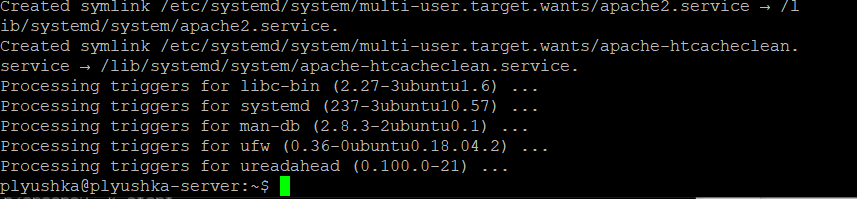 Created symlink /etc/systemd/system/multi-user.target.wants/apache2.service → /l
ib/systemd/system/apache2.service.
Created symlink /etc/systemd/system/multi-user.target.wants/apache-htcacheclean.
service → /lib/systemd/system/apache-htcacheclean.service.
Processing triggers for libc-bin (2.27-3ubuntu1.6) ...
Processing triggers for systemd (237-3ubuntu10.57) ...
Processing triggers for man-db (2.8.3-2ubuntu0.1) ...
Processing triggers for ufw (0.36-0ubuntu0.18.04.2) ...
Processing triggers for ureadahead (0.100.0-21) ...
plyushka@plyushka-server:~$